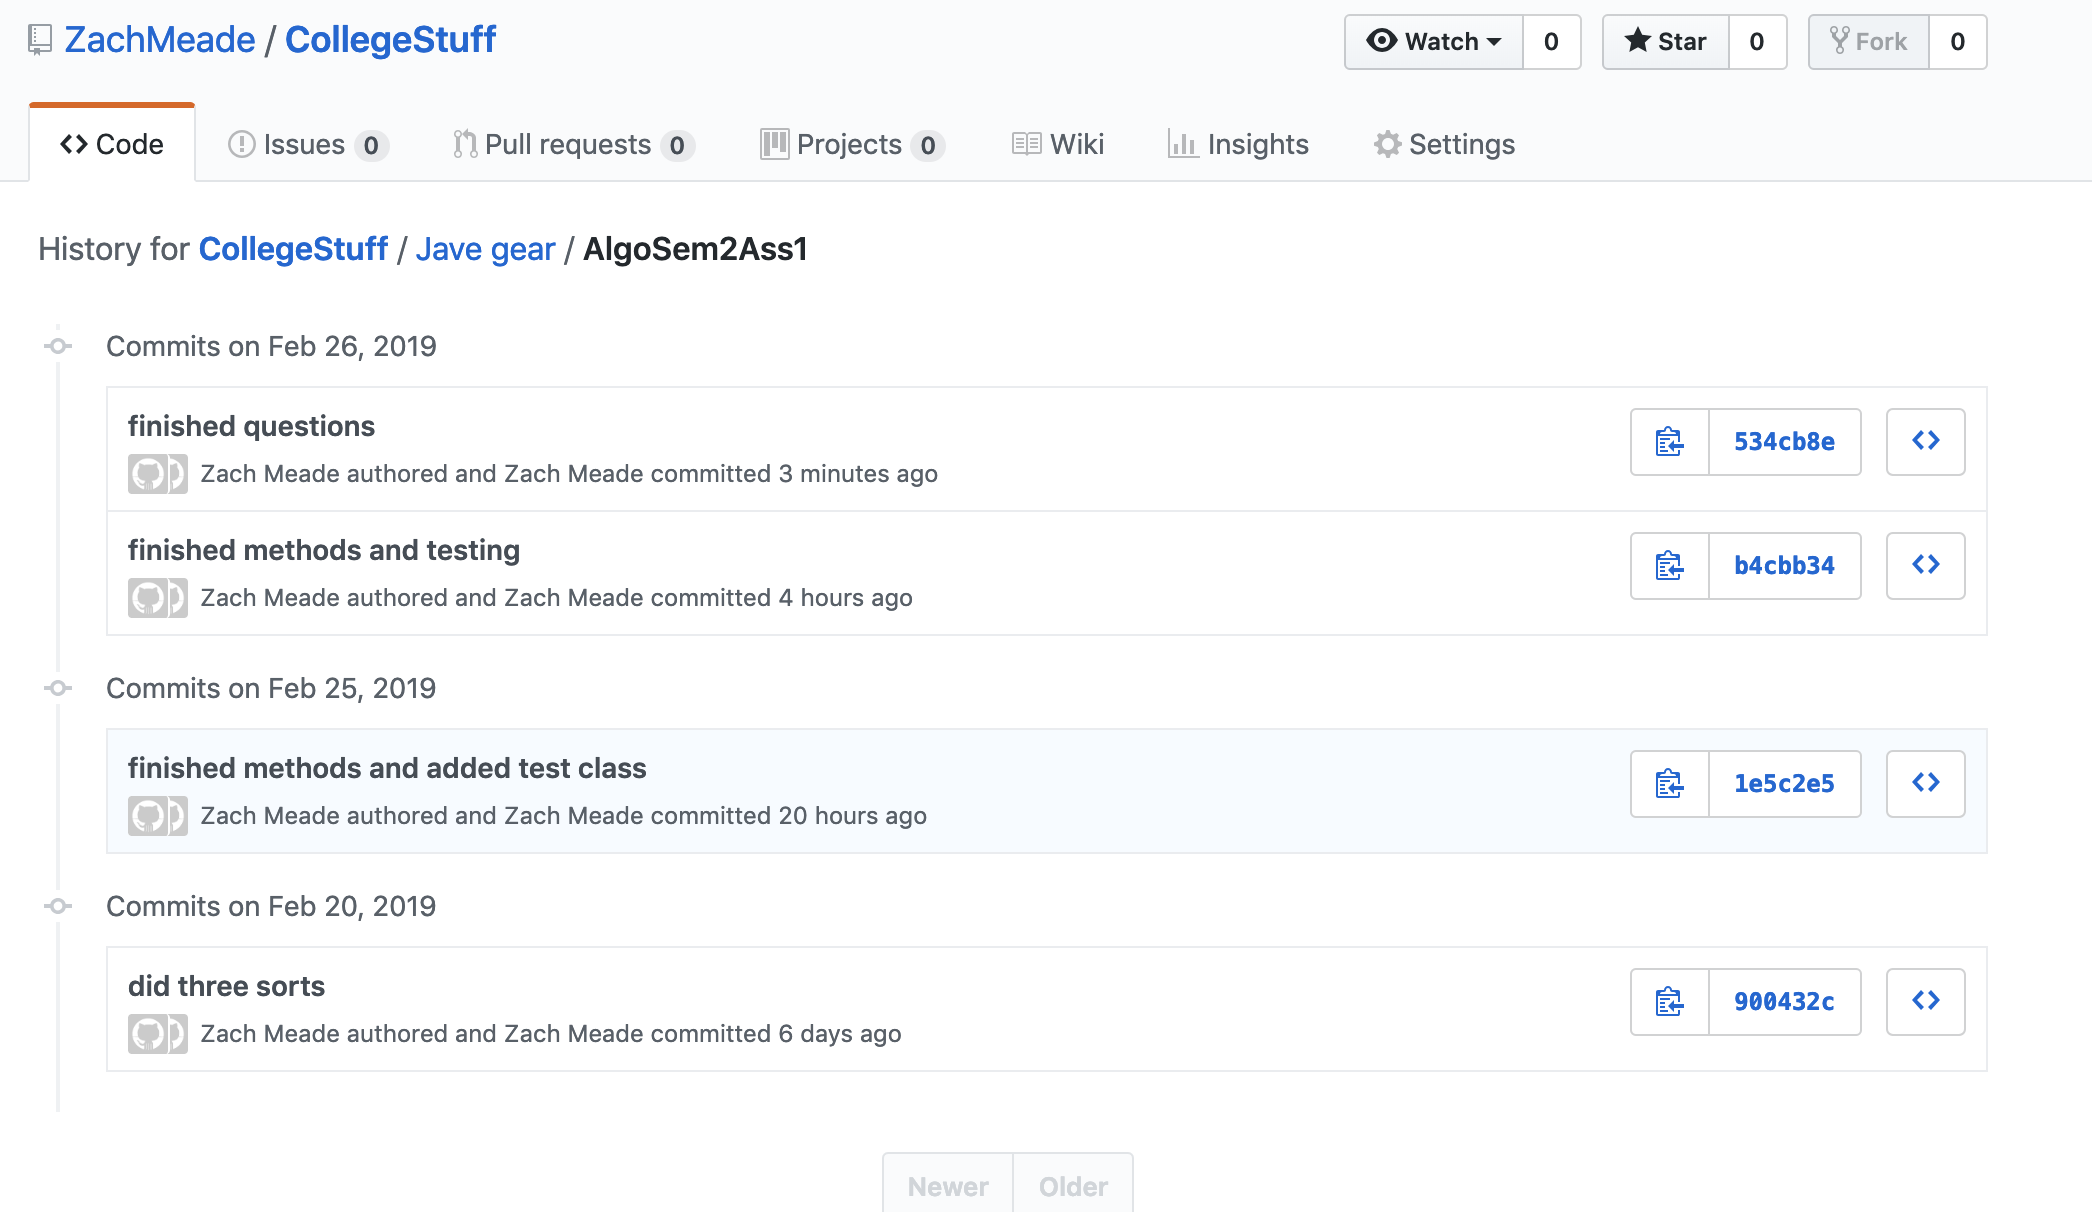 ZachMeade / CollegeStuff Watch 0 Star 0 Fork 0
Code Issues 0 Pull requests 0 Projects 0 Wiki Insights Settings
History for CollegeStuff / Jave gear / AlgoSem2Ass1
Commits on Feb 26, 2019
finished questions
534cb8e
Zach Meade authored and Zach Meade committed 3 minutes ago
finished methods and testing
b4cbb34
Zach Meade authored and Zach Meade committed 4 hours ago
Commits on Feb 25, 2019
finished methods and added test class
1e5c2e5
Zach Meade authored and Zach Meade committed 20 hours ago
Commits on Feb 20, 2019
did three sorts
900432c
Zach Meade authored and Zach Meade committed 6 days ago
Newer Older